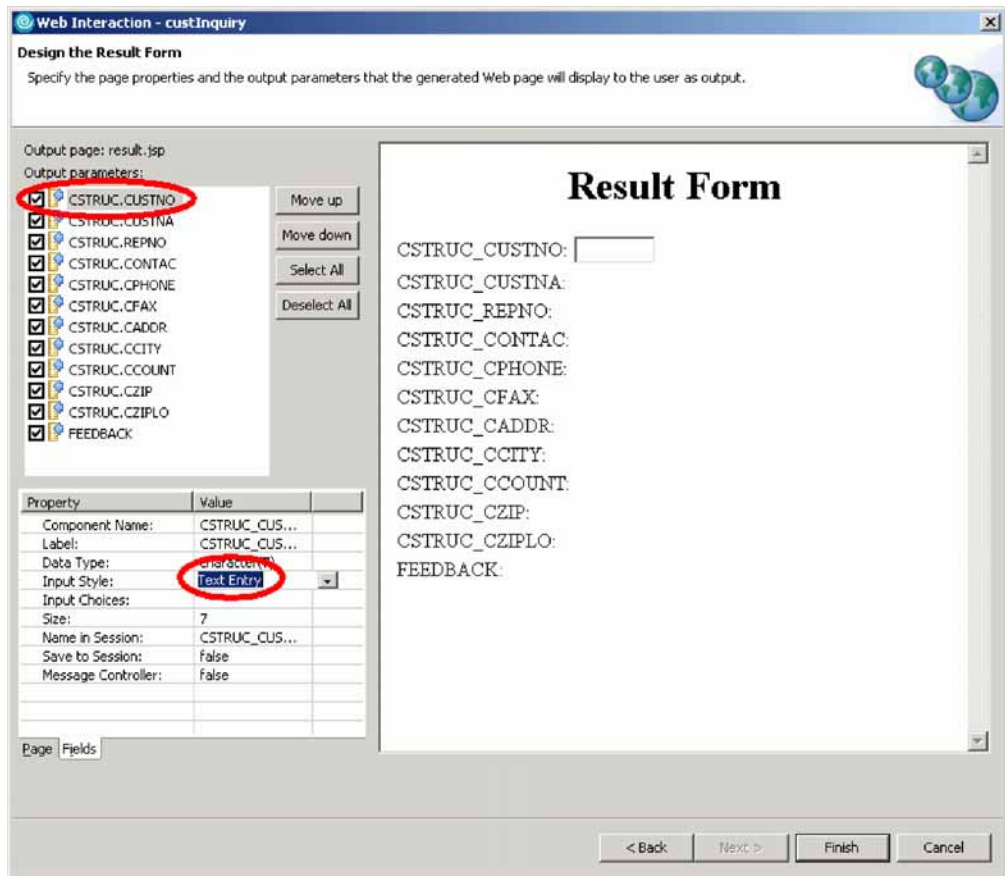 Web Interaction - custInquiry
Design the Result Form
Specify the page properties and the output parameters that the generated Web page will display to the user as output.
Output page: result.jsp
Output parameters:
CSTRUC.CUSTNO
CSTRUC.CUSTNA
CSTRUC.REPNO
CSTRUC.CONTAC
CSTRUC.CPHONE
CSTRUC.CFAX
CSTRUC.CADDR
CSTRUC.CCITY
CSTRUC.CCOUNT
CSTRUC.CZIP
CSTRUC.CZIPLO
FEEDBACK
Move up
Move down
Select All
Deselect All
Property Value
Component Name: CSTRUC_CUS...
Label: CSTRUC_CUS...
Data Type: character(7)
Input Style: Text Entry
Input Choices:
Size: 7
Name in Session: CSTRUC_CUS...
Save to Session: false
Message Controller: false
Page Fields
Result Form
CSTRUC_CUSTNO:
CSTRUC_CUSTNA:
CSTRUC_REPNO:
CSTRUC_CONTAC:
CSTRUC_CPHONE:
CSTRUC_CFAX:
CSTRUC_CADDR:
CSTRUC_CCITY:
CSTRUC_CCOUNT:
CSTRUC_CZIP:
CSTRUC_CZIPLO:
FEEDBACK:
< Back Next > Finish Cancel